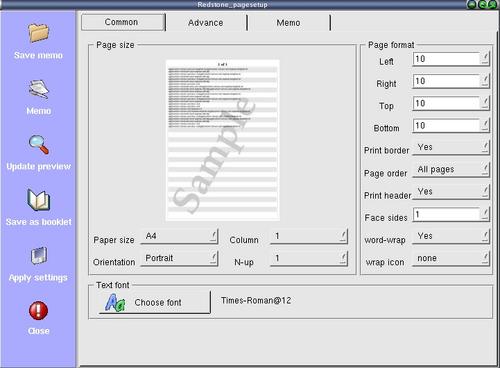 Redstone_pagesetup
Save memo
Memo
Update preview
Save as booklet
Apply settings
Close
Common
Advance
Memo
Page size
1 of 1
Sample
Paper size
A4
Column
1
Orientation
Portrait
N-up
1
Page format
Left
10
Right
10
Top
10
Bottom
10
Print border
Yes
Page order
All pages
Print header
Yes
Face sides
1
word-wrap
Yes
wrap icon
none
Text font
Choose font
Times-Roman@12